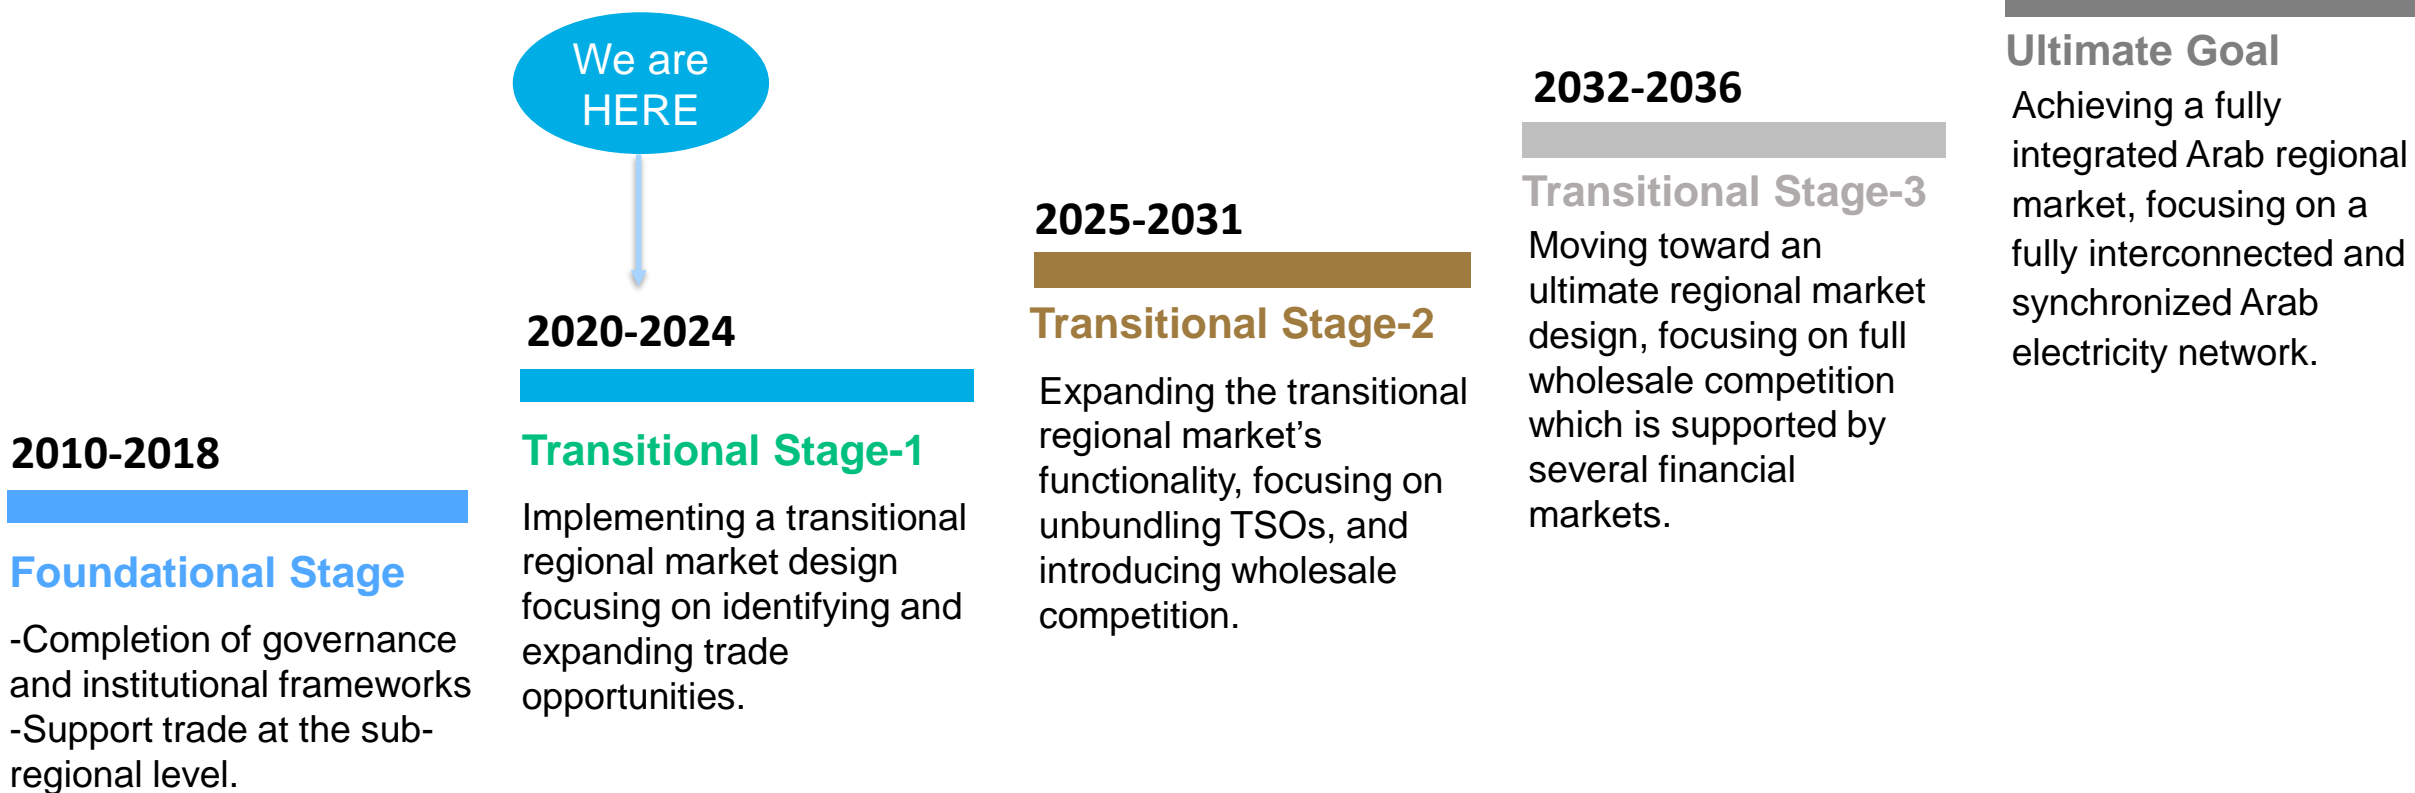 2010-2018
Foundational Stage
-Completion of governance
and institutional frameworks
-Support trade at the sub-
regional level.
We are
HERE
2020-2024
Transitional Stage-1
Implementing a transitional
regional market design
focusing on identifying and
expanding trade
opportunities.
2025-2031
Transitional Stage-2
Expanding the transitional
regional market’s
functionality, focusing on
unbundling TSOs, and
introducing wholesale
competition.
2032-2036
Transitional Stage-3
Moving toward an
ultimate regional market
design, focusing on full
wholesale competition
which is supported by
several financial
markets.
Ultimate Goal
Achieving a fully
integrated Arab regional
market, focusing on a
fully interconnected and
synchronized Arab
electricity network.